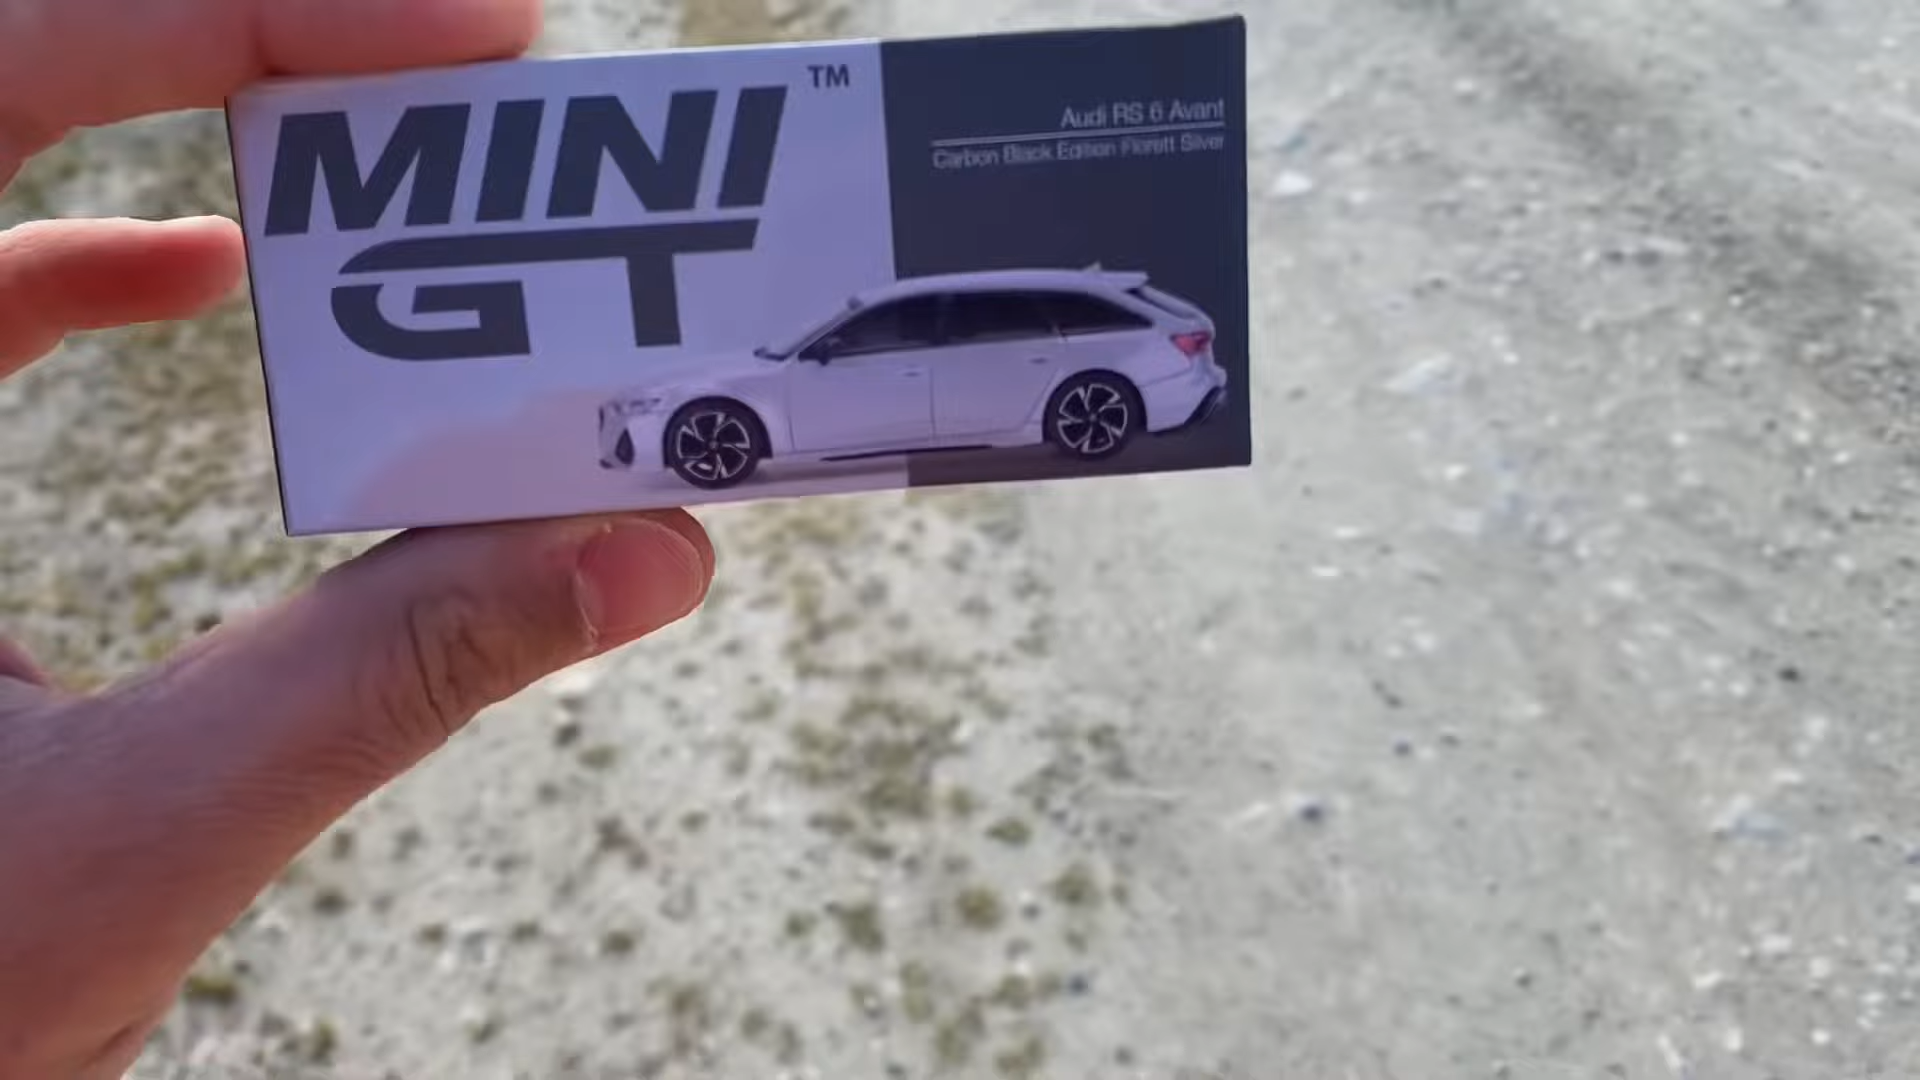 MINI
GT
TM
Audi RS 6 Avant
Carbon Black Edition Florett Silver